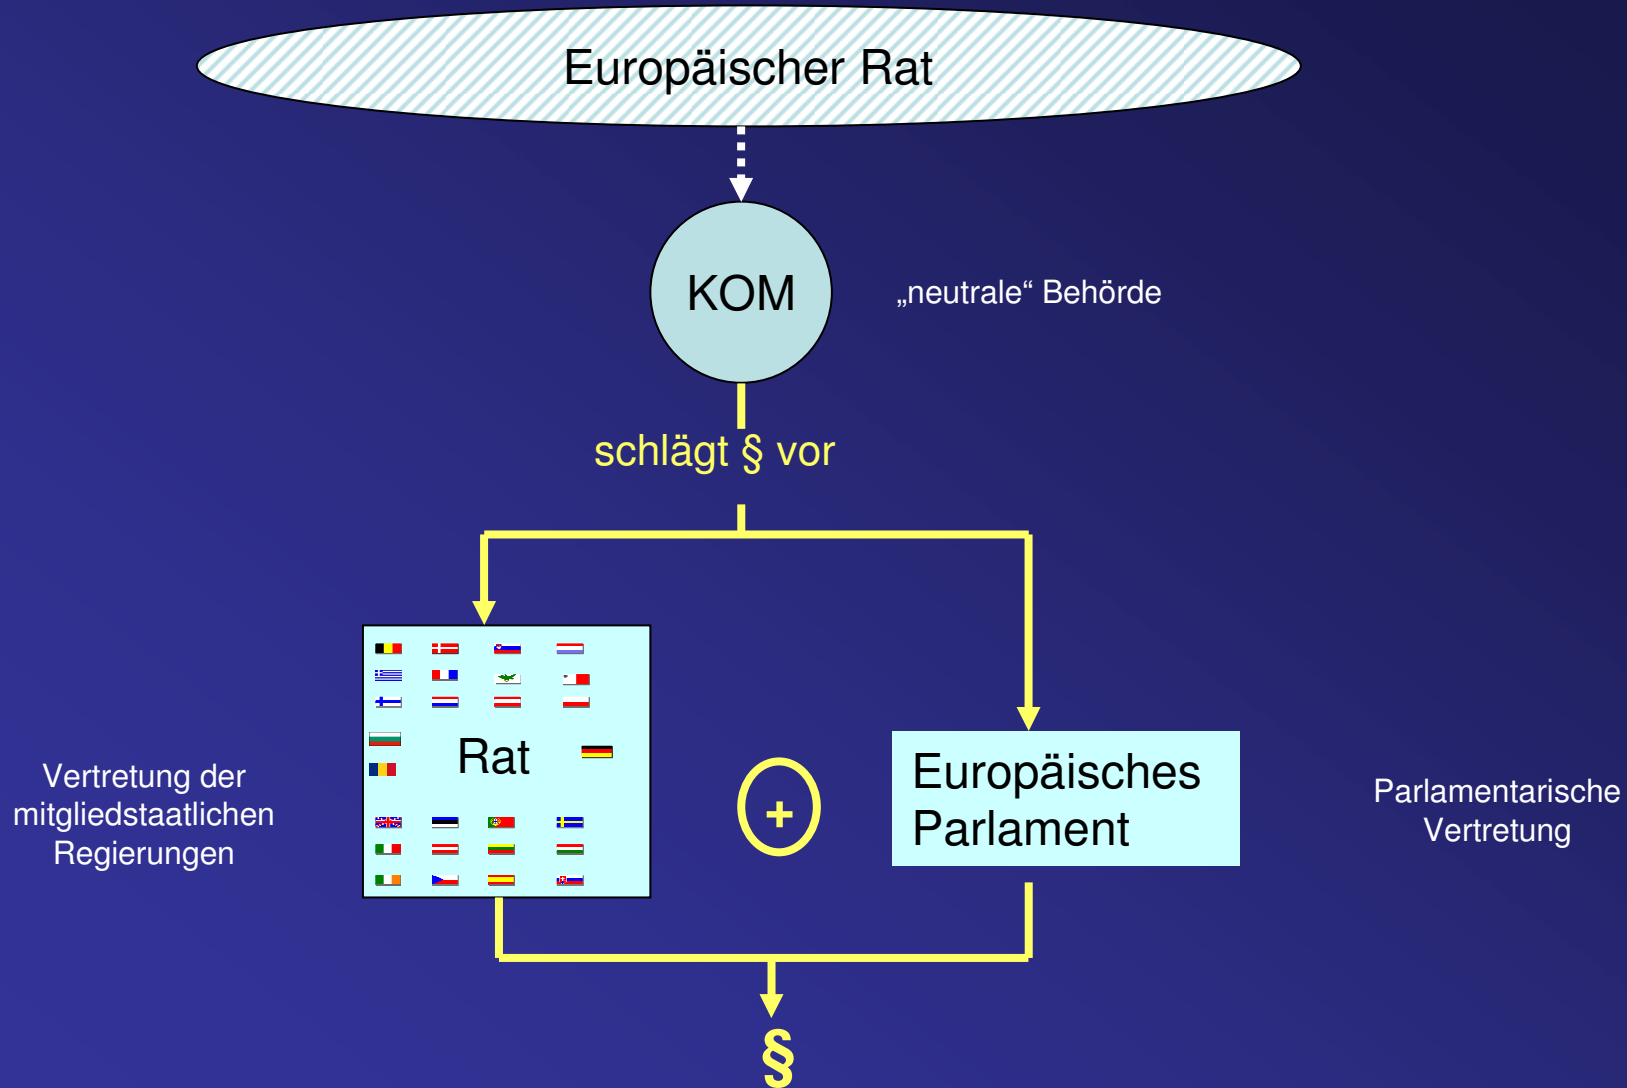 Europäischer Rat
KOM
„neutrale“ Behörde
schlägt § vor
Rat
Vertretung der
mitgliedstaatlichen
Regierungen
+
Europäisches
Parlament
Parlamentarische
Vertretung
§